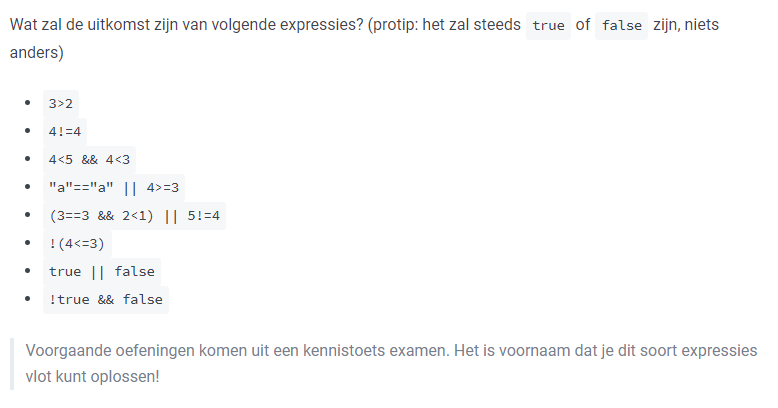 Wat zal de uitkomst zijn van volgende expressies? (protip: het zal steeds true of false zijn, niets
anders)
3>2
4!=4
4<5 && 4<3
"a"=="a" || 4>=3
(3==3 && 2<1) || 5!=4
!(4<=3)
true || false
!true && false
Voorgaande oefeningen komen uit een kennistoets examen. Het is voornaam dat je dit soort expressies
vlot kunt oplossen!